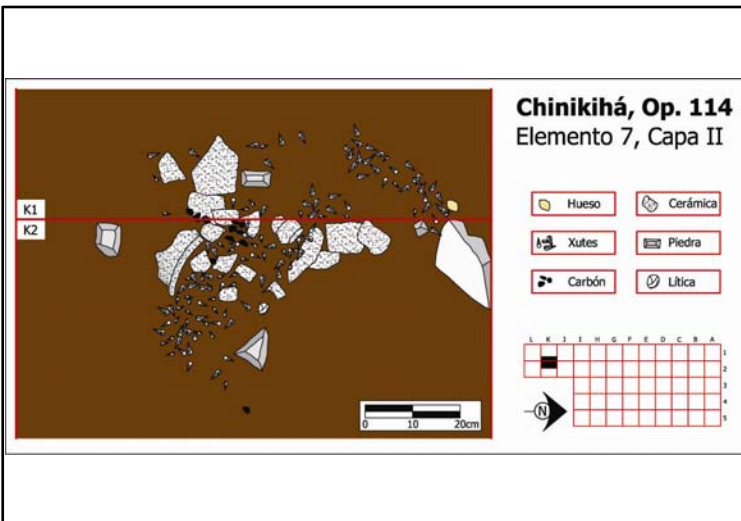 Chinikihá, Op. 114
Elemento 7, Capa II
K1
K2
Hueso
Cerámica
Xutes
Piedra
Carbón
Lítica
L K J I H G F E D C B A
1
2
3
4
5
N
0 10 20cm